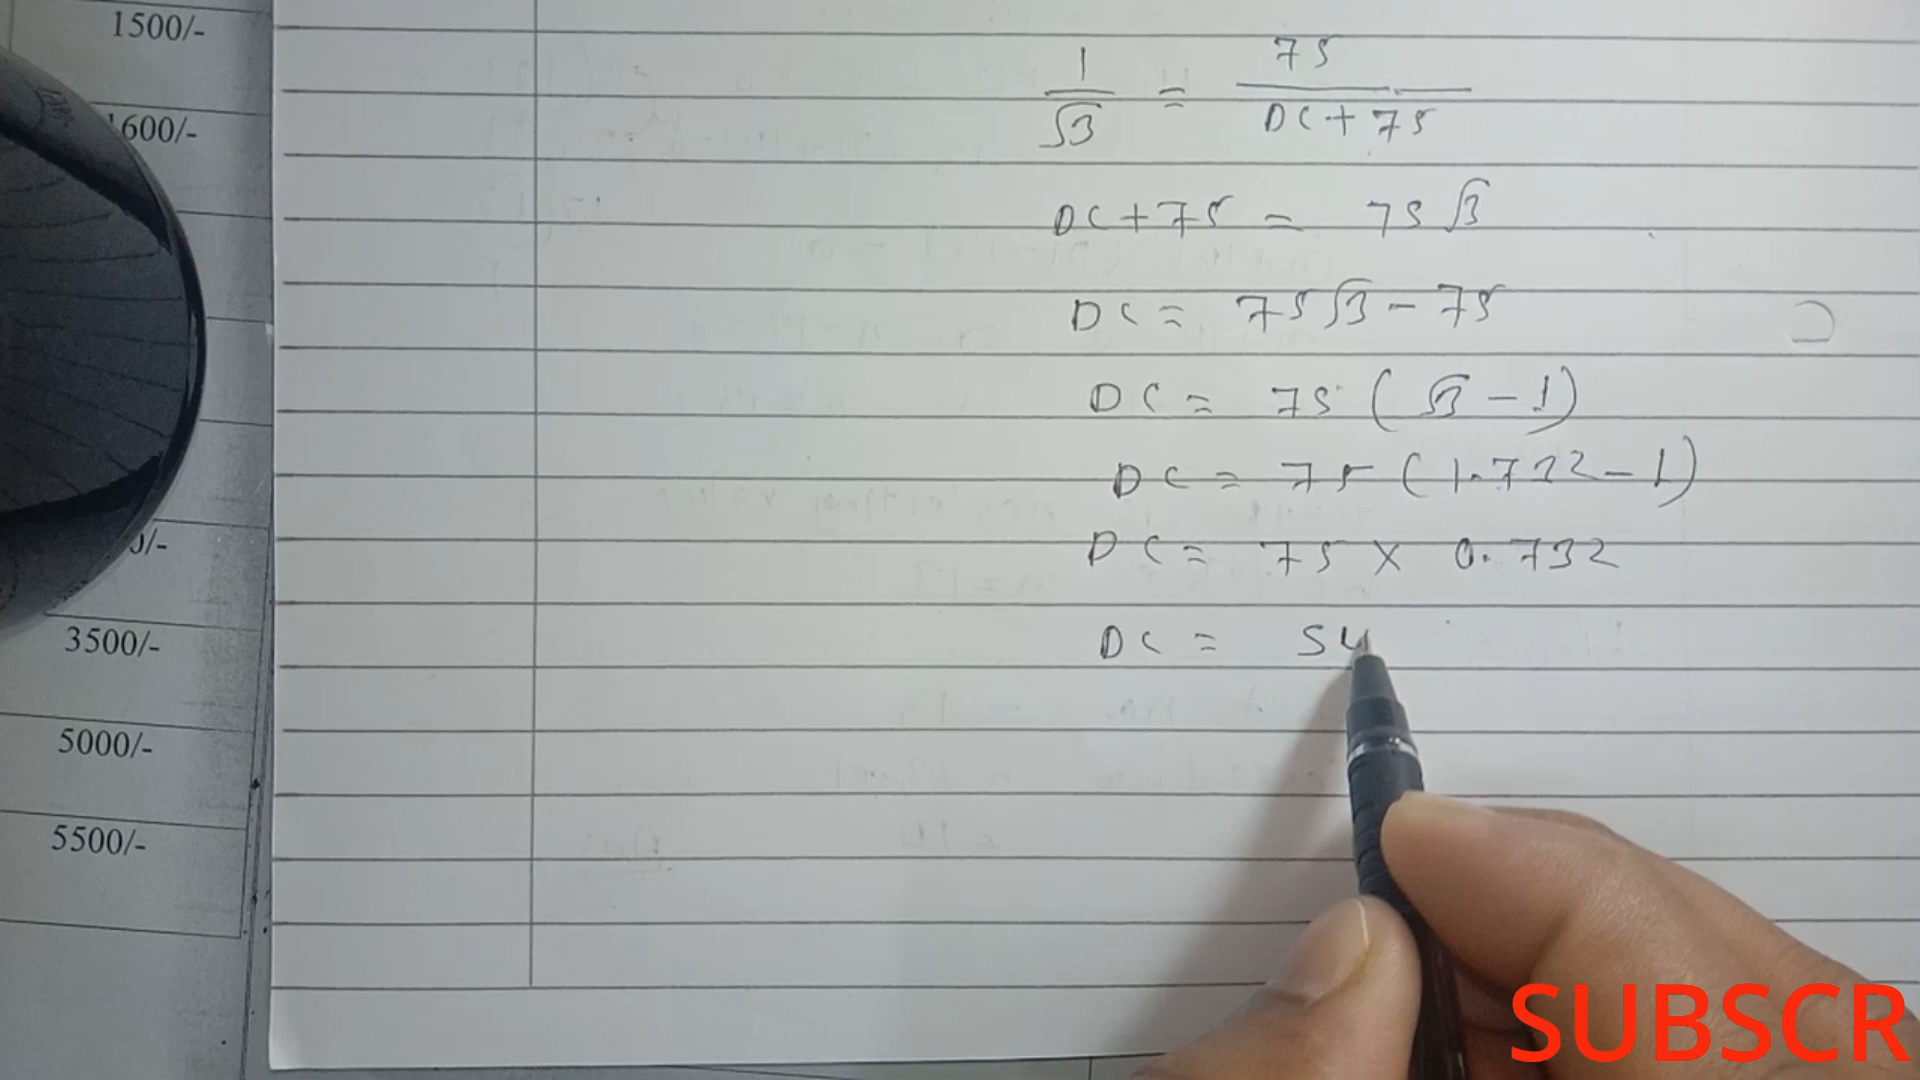 1500/-
1600/-
0/-
3500/-
5000/-
5500/-
1/√3 = 75/DC+75
DC+75 = 75√3
DC = 75√3 - 75
DC = 75 (√3 - 1)
DC = 75 (1.732 - 1)
DC = 75 × 0.732
DC = 54
SUBSCR